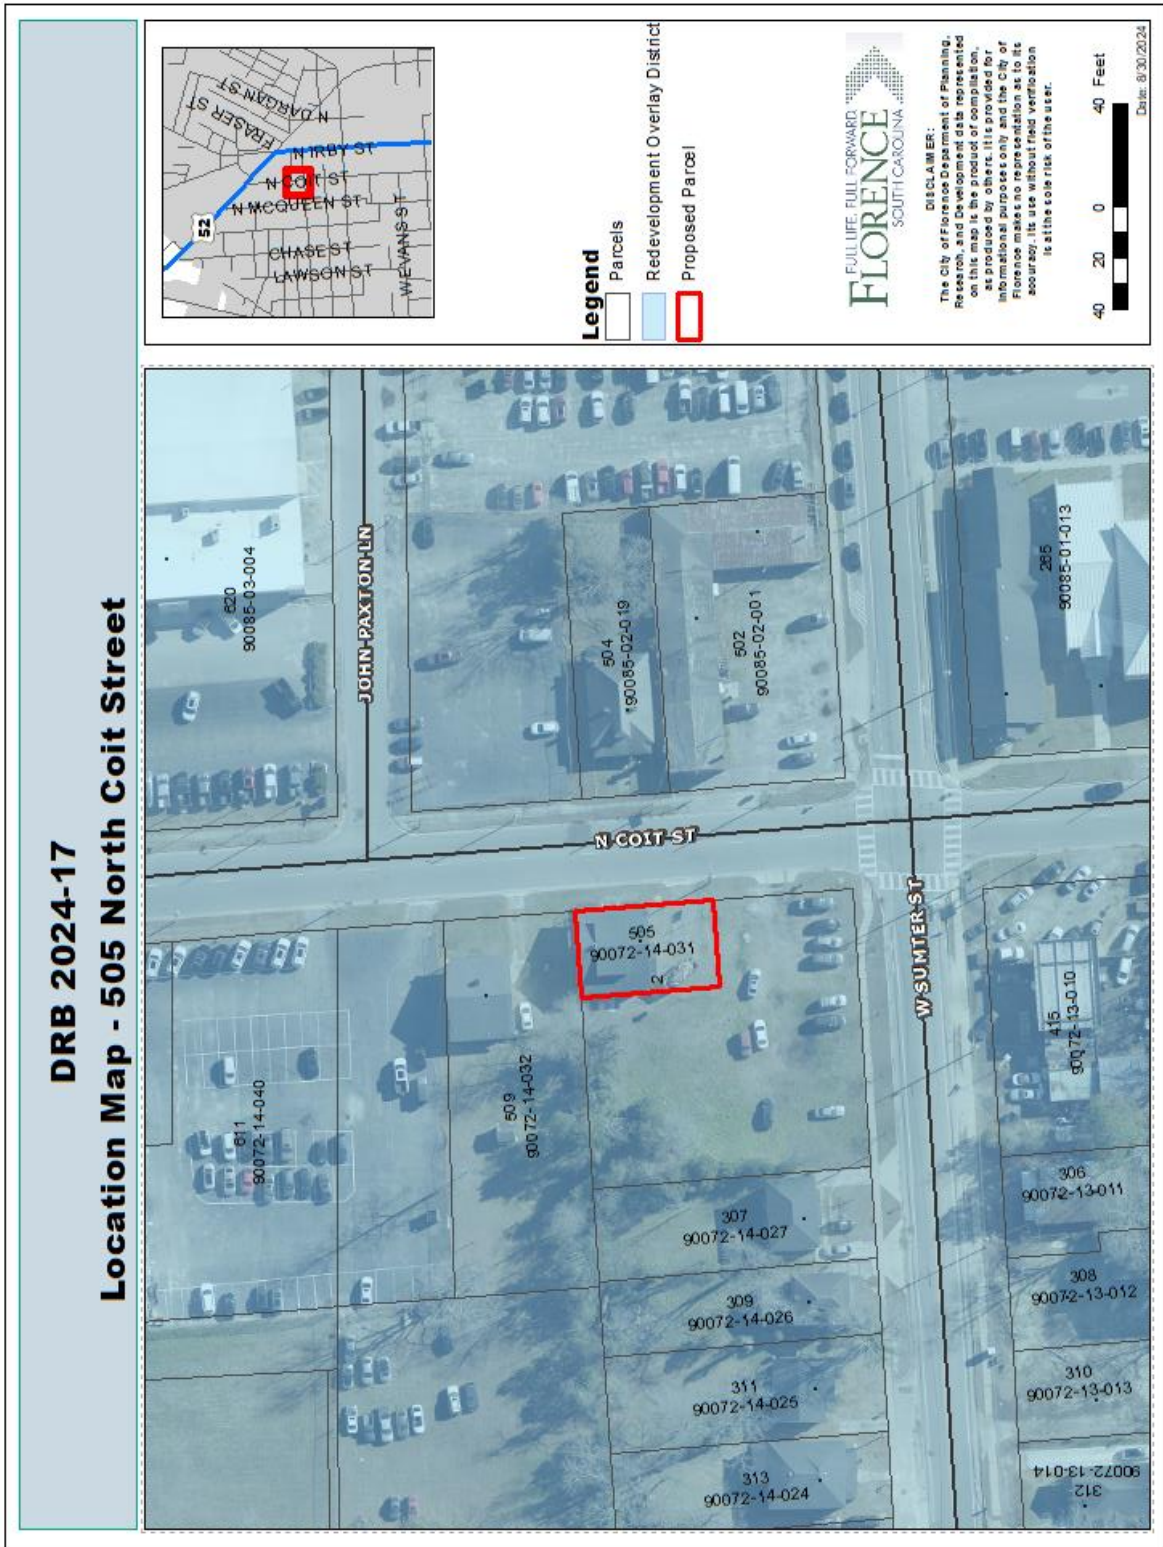 DRB 2024-17
Location Map - 505 North Coit Street
620
90085-03-004
JOHN PAXTON LN
611
90072-14-040
509
90072-14-032
504
90085-02-019
502
90085-02-001
N COIT ST
505
90072-14-031
2
W SUMTER ST
265
90085-01-013
415
90072-13-010
307
90072-14-027
309
90072-14-026
311
90072-14-025
313
90072-14-024
306
90072-13-011
308
90072-13-012
310
90072-13-013
312
90072-13-014
52
FRASER ST
N DARGAN ST
N IRBY ST
N COIT ST
N MCQUEEN ST
CHASE ST
LAWSON ST
W EVANS ST
Legend
Parcels
Redevelopment Overlay District
Proposed Parcel
FULL LIFE. FULL FORWARD.
FLORENCE
SOUTH CAROLINA
DISCLAIMER:
The City of Florence Deparment of Planning,
Research, and Development data represented
on this map is the product of compilation,
as produced by others. It is provided for
informational purposes only and the City of
Florence makes no representation as to its
accuracy. Its use without field verification
is at the sole risk of the user.
40 20 0 40 Feet
Date: 8/30/2024